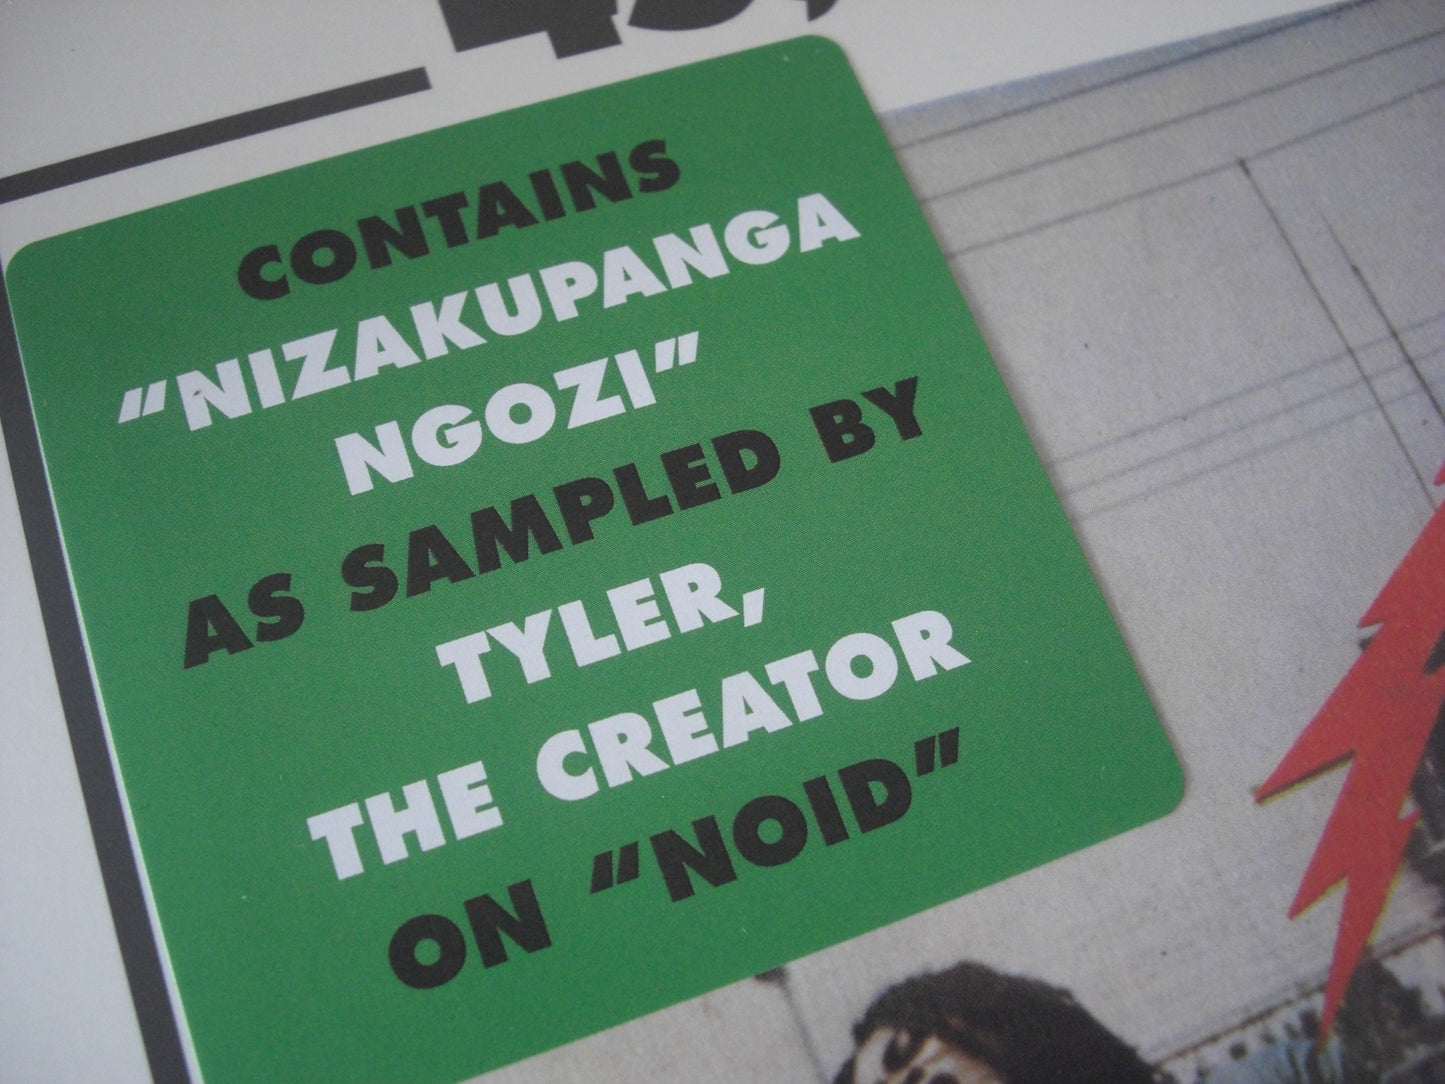 CONTAINS
"NIZAKUPANGA
NGOZI"
AS SAMPLED BY
TYLER,
THE CREATOR
ON "NOID"